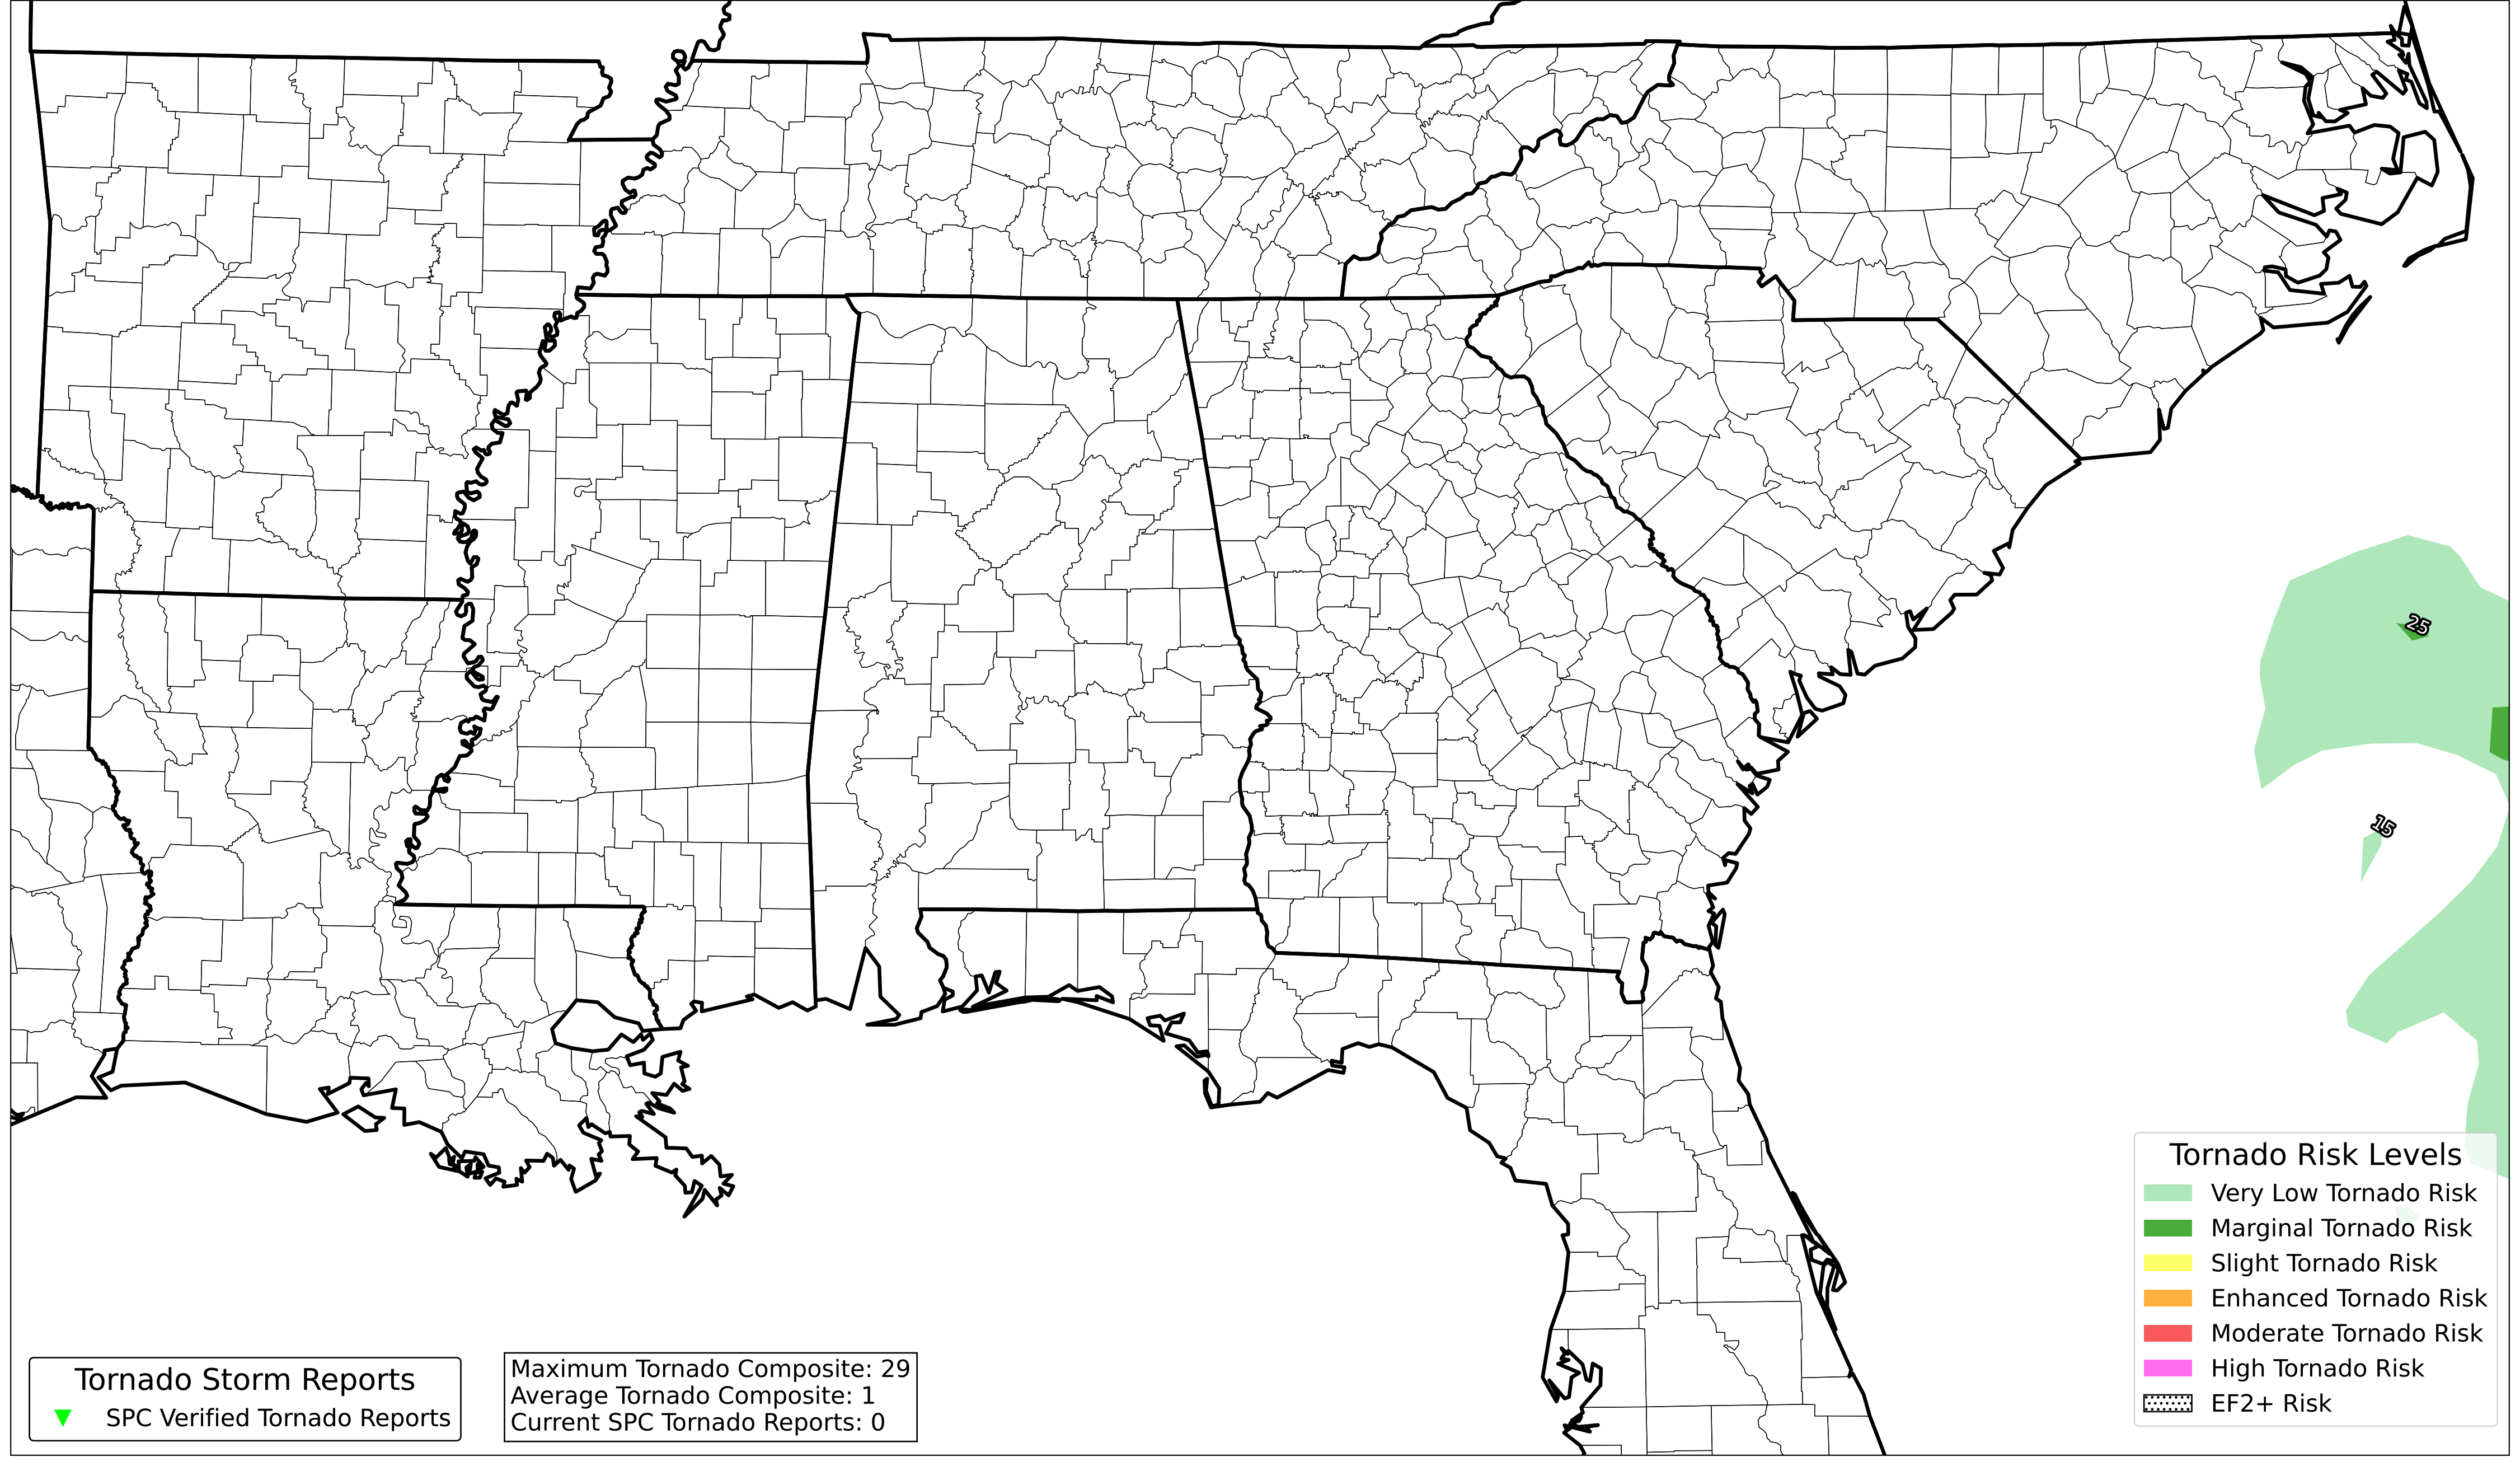 25
15
Tornado Risk Levels
Very Low Tornado Risk
Marginal Tornado Risk
Slight Tornado Risk
Enhanced Tornado Risk
Moderate Tornado Risk
High Tornado Risk
EF2+ Risk
Tornado Storm Reports
SPC Verified Tornado Reports
Maximum Tornado Composite: 29
Average Tornado Composite: 1
Current SPC Tornado Reports: 0